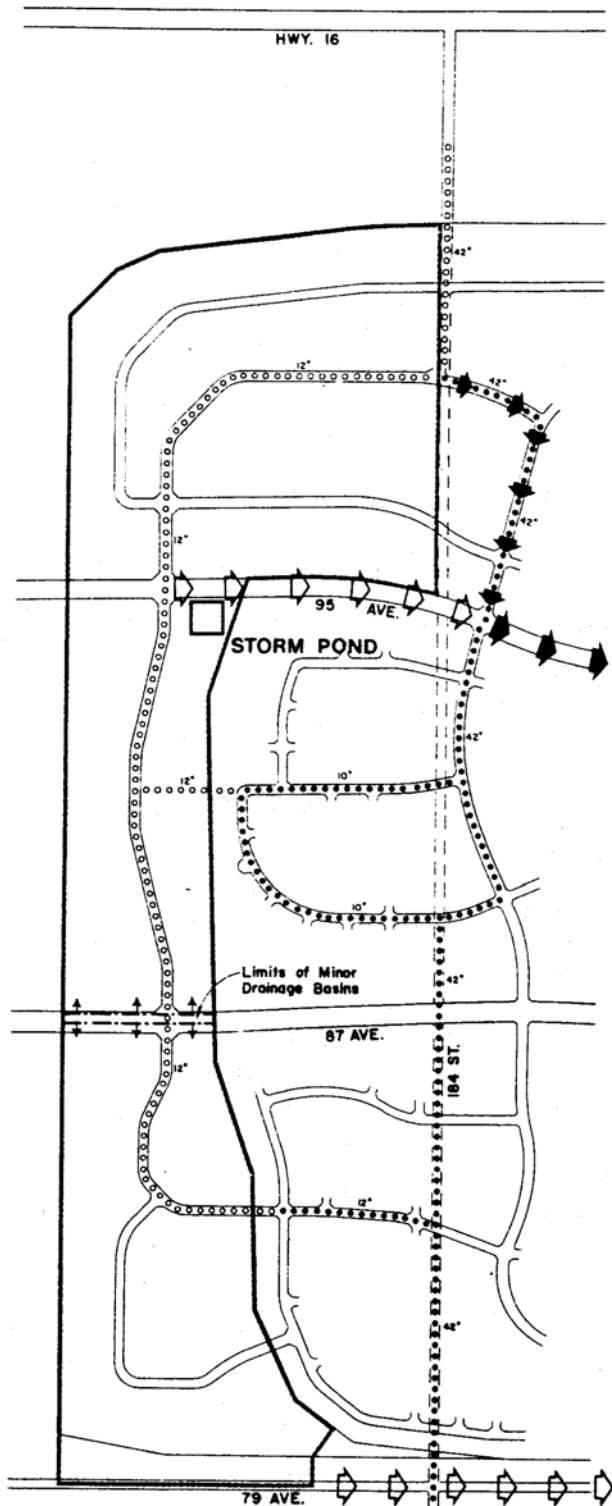 HWY. 16
42"
12"
42"
42"
12"
95 AVE.
STORM POND
42"
12"
10"
10"
42"
Limits of Minor
Drainage Basins
87 AVE.
184 ST.
12"
12"
42"
79 AVE.